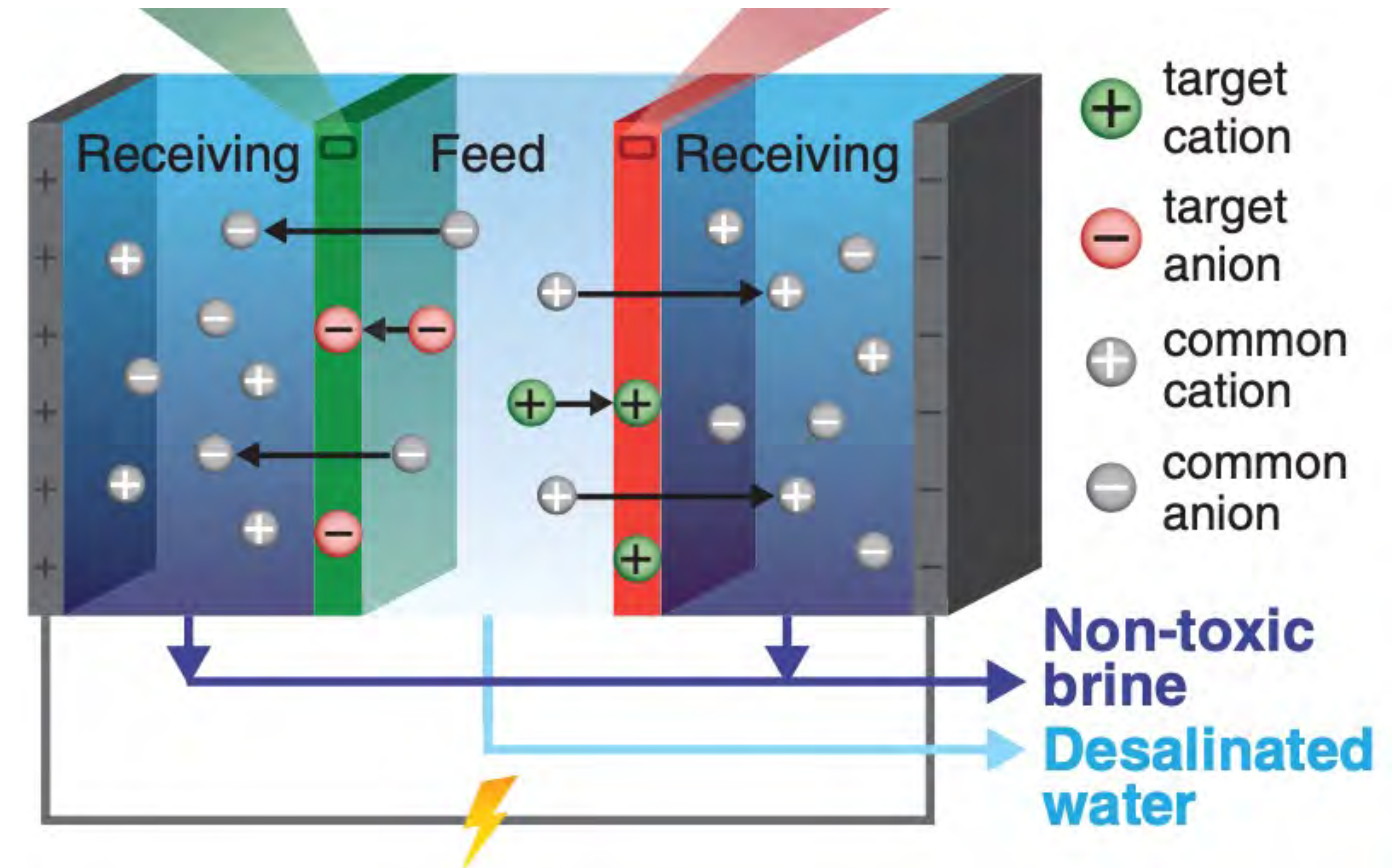 Receiving
Feed
Receiving
target
cation
target
anion
common
cation
common
anion
Non-toxic
brine
Desalinated
water